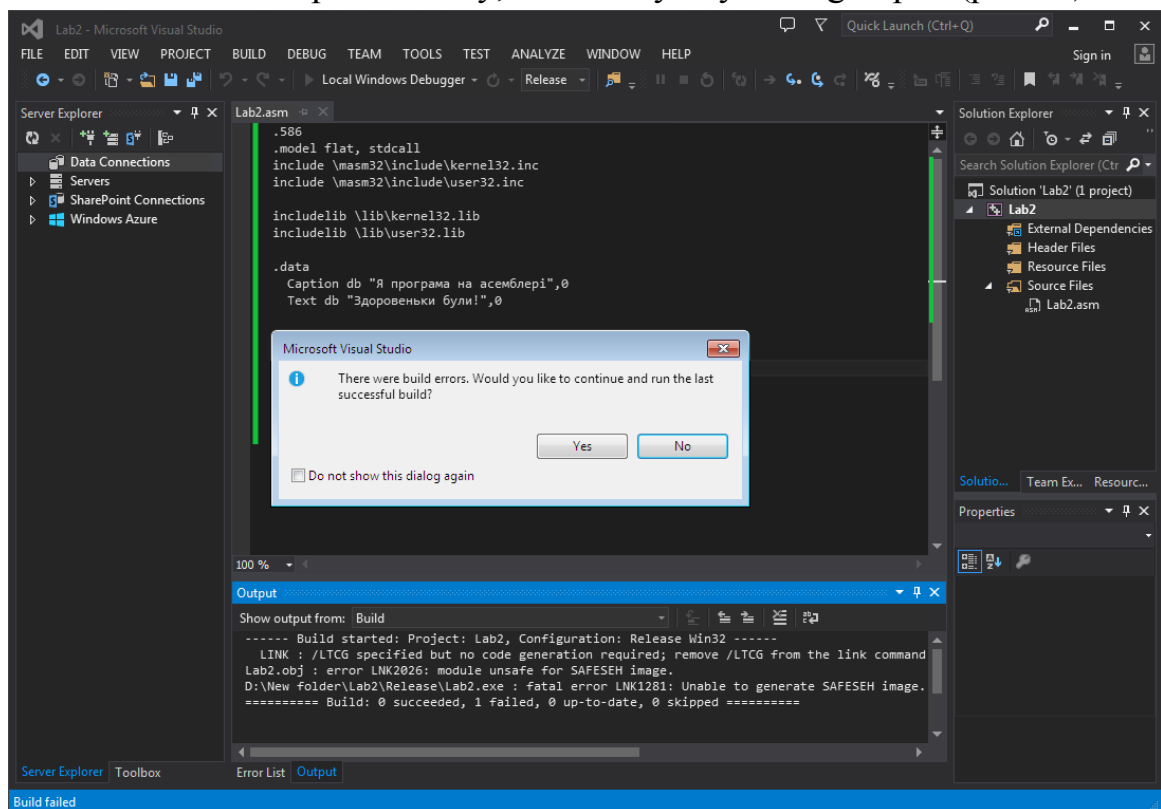 Lab2 - Microsoft Visual Studio
Quick Launch (Ctrl+Q)
FILE EDIT VIEW PROJECT BUILD DEBUG TEAM TOOLS TEST ANALYZE WINDOW HELP
Sign in
Local Windows Debugger
Release
Server Explorer
Data Connections
Servers
SharePoint Connections
Windows Azure
Lab2.asm
.586
.model flat, stdcall
include \masm32\include\kernel32.inc
include \masm32\include\user32.inc
includelib \lib\kernel32.lib
includelib \lib\user32.lib
.data
Caption db "Я програма на асемблері",0
Text db "Здоровеньки були!",0
Microsoft Visual Studio
There were build errors. Would you like to continue and run the last
successful build?
Yes
No
Do not show this dialog again
100 %
Output
Show output from: Build
------ Build started: Project: Lab2, Configuration: Release Win32 ------
LINK : /LTCG specified but no code generation required; remove /LTCG from the link command
Lab2.obj : error LNK2026: module unsafe for SAFESEH image.
D:\New folder\Lab2\Release\Lab2.exe : fatal error LNK1281: Unable to generate SAFESEH image.
========== Build: 0 succeeded, 1 failed, 0 up-to-date, 0 skipped ==========
Solution Explorer
Search Solution Explorer (Ctr
Solution 'Lab2' (1 project)
Lab2
External Dependencies
Header Files
Resource Files
Source Files
Lab2.asm
Solutio... Team Ex... Resourc...
Properties
Server Explorer Toolbox
Error List Output
Build failed